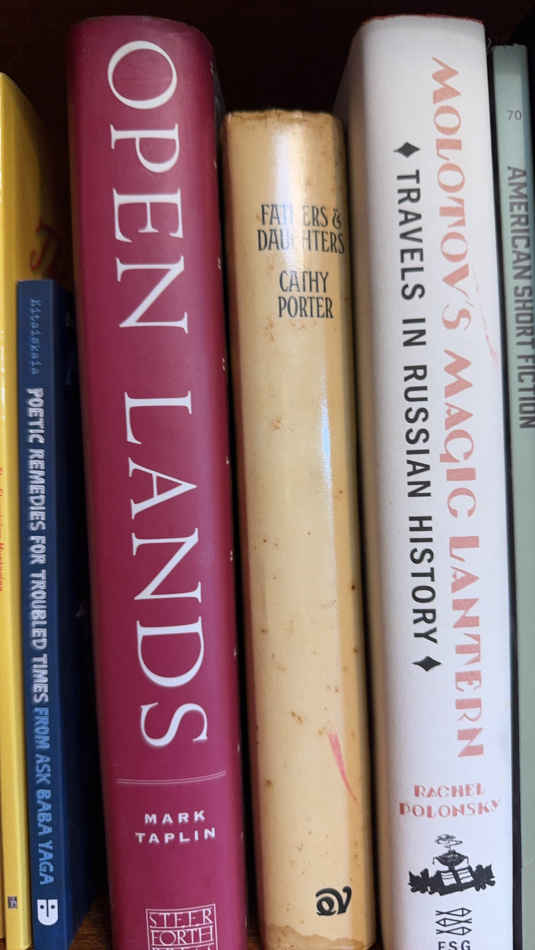 Kitaiskaia
POETIC REMEDIES FOR TROUBLED TIMES FROM ASK BABA YAGA
OPEN LANDS
MARK
TAPLIN
STEER
FORTH
FATHERS &
DAUGHTERS
CATHY
PORTER
MOLOTOV'S MAGIC LANTERN
TRAVELS IN RUSSIAN HISTORY
RACHEL
POLONSKY
FSG
70
AMERICAN SHORT FICTION